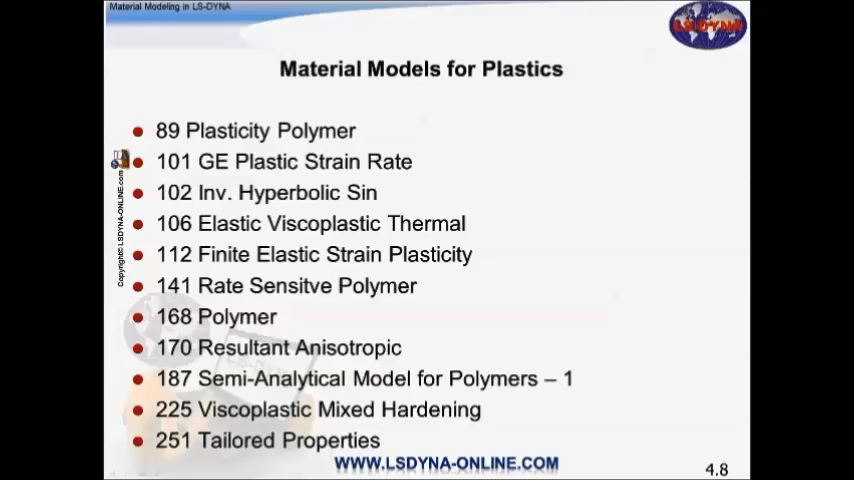 Material Modeling in LS-DYNA
LS-DYNA
Material Models for Plastics
89 Plasticity Polymer
101 GE Plastic Strain Rate
102 Inv. Hyperbolic Sin
106 Elastic Viscoplastic Thermal
112 Finite Elastic Strain Plasticity
141 Rate Sensitve Polymer
168 Polymer
170 Resultant Anisotropic
187 Semi-Analytical Model for Polymers – 1
225 Viscoplastic Mixed Hardening
251 Tailored Properties
Copyright© LSDYNA-ONLINE.com
WWW.LSDYNA-ONLINE.COM
4.8